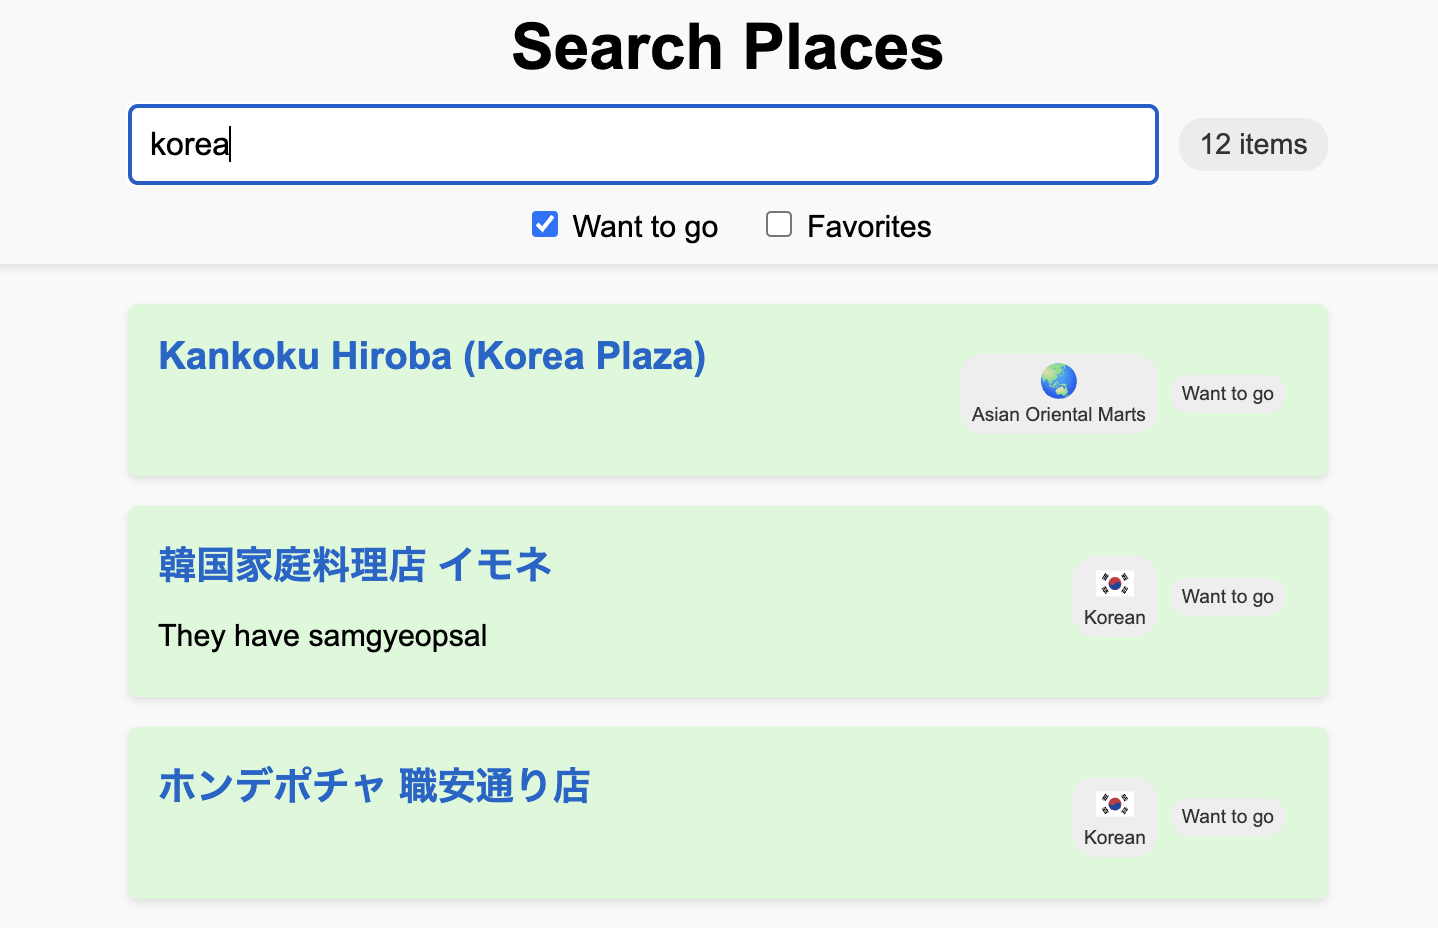 Search Places
korea
12 items
Want to go
Favorites
Kankoku Hiroba (Korea Plaza)
Asian Oriental Marts
Want to go
韓国家庭料理店 イモネ
They have samgyeopsal
Korean
Want to go
ホンデポチャ 職安通り店
Korean
Want to go